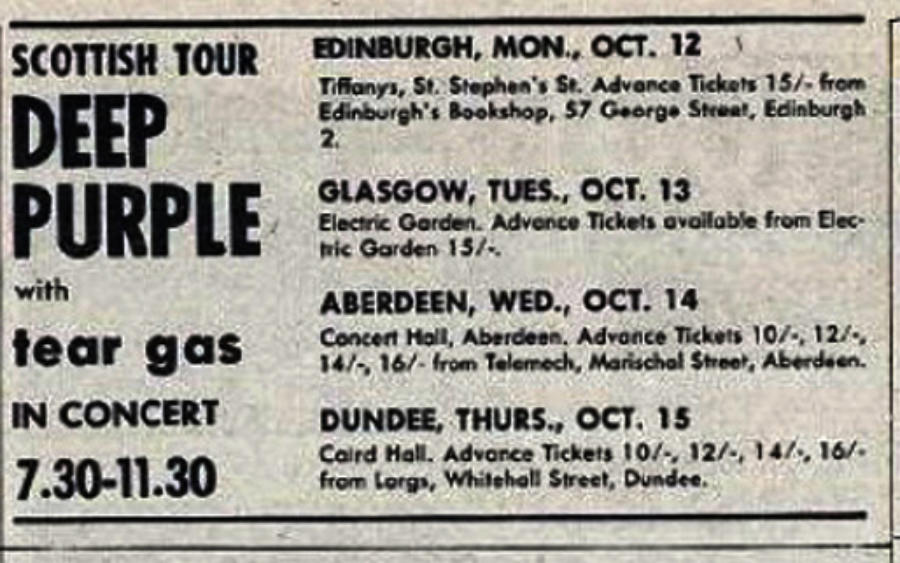 SCOTTISH TOUR
DEEP
PURPLE
with
tear gas
IN CONCERT
7.30-11.30
EDINBURGH, MON., OCT. 12
Tiffanys, St. Stephen's St. Advance Tickets 15/- from
Edinburgh's Bookshop, 57 George Street, Edinburgh
2.
GLASGOW, TUES., OCT. 13
Electric Garden. Advance Tickets available from Elec-
tric Garden 15/-.
ABERDEEN, WED., OCT. 14
Concert Hall, Aberdeen. Advance Tickets 10/-, 12/-,
14/-, 16/- from Telemech, Marischal Street, Aberdeen.
DUNDEE, THURS., OCT. 15
Caird Hall. Advance Tickets 10/-, 12/-, 14/-, 16/-
from Largs, Whitehall Street, Dundee.